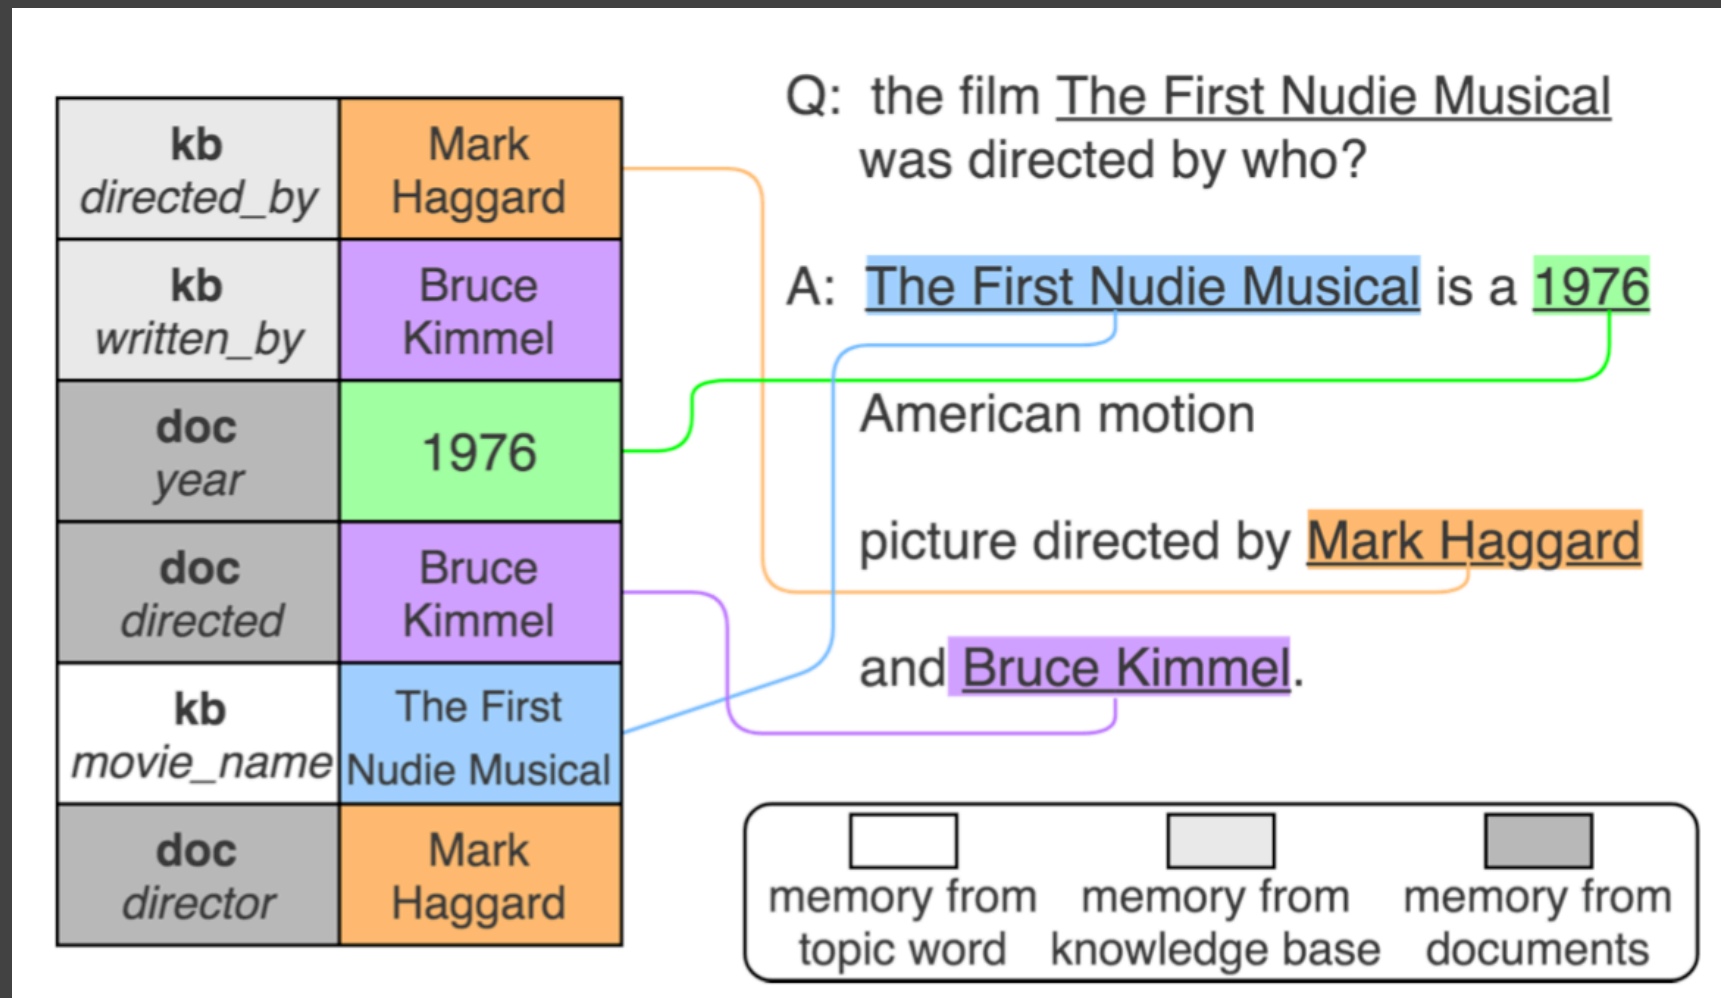 kb
directed_by
Mark
Haggard
kb
written_by
Bruce
Kimmel
doc
year
1976
doc
directed
Bruce
Kimmel
kb
movie_name
The First
Nudie Musical
doc
director
Mark
Haggard
Q: the film The First Nudie Musical
was directed by who?
A: The First Nudie Musical is a 1976
American motion
picture directed by Mark Haggard
and Bruce Kimmel.
memory from
topic word
memory from
knowledge base
memory from
documents